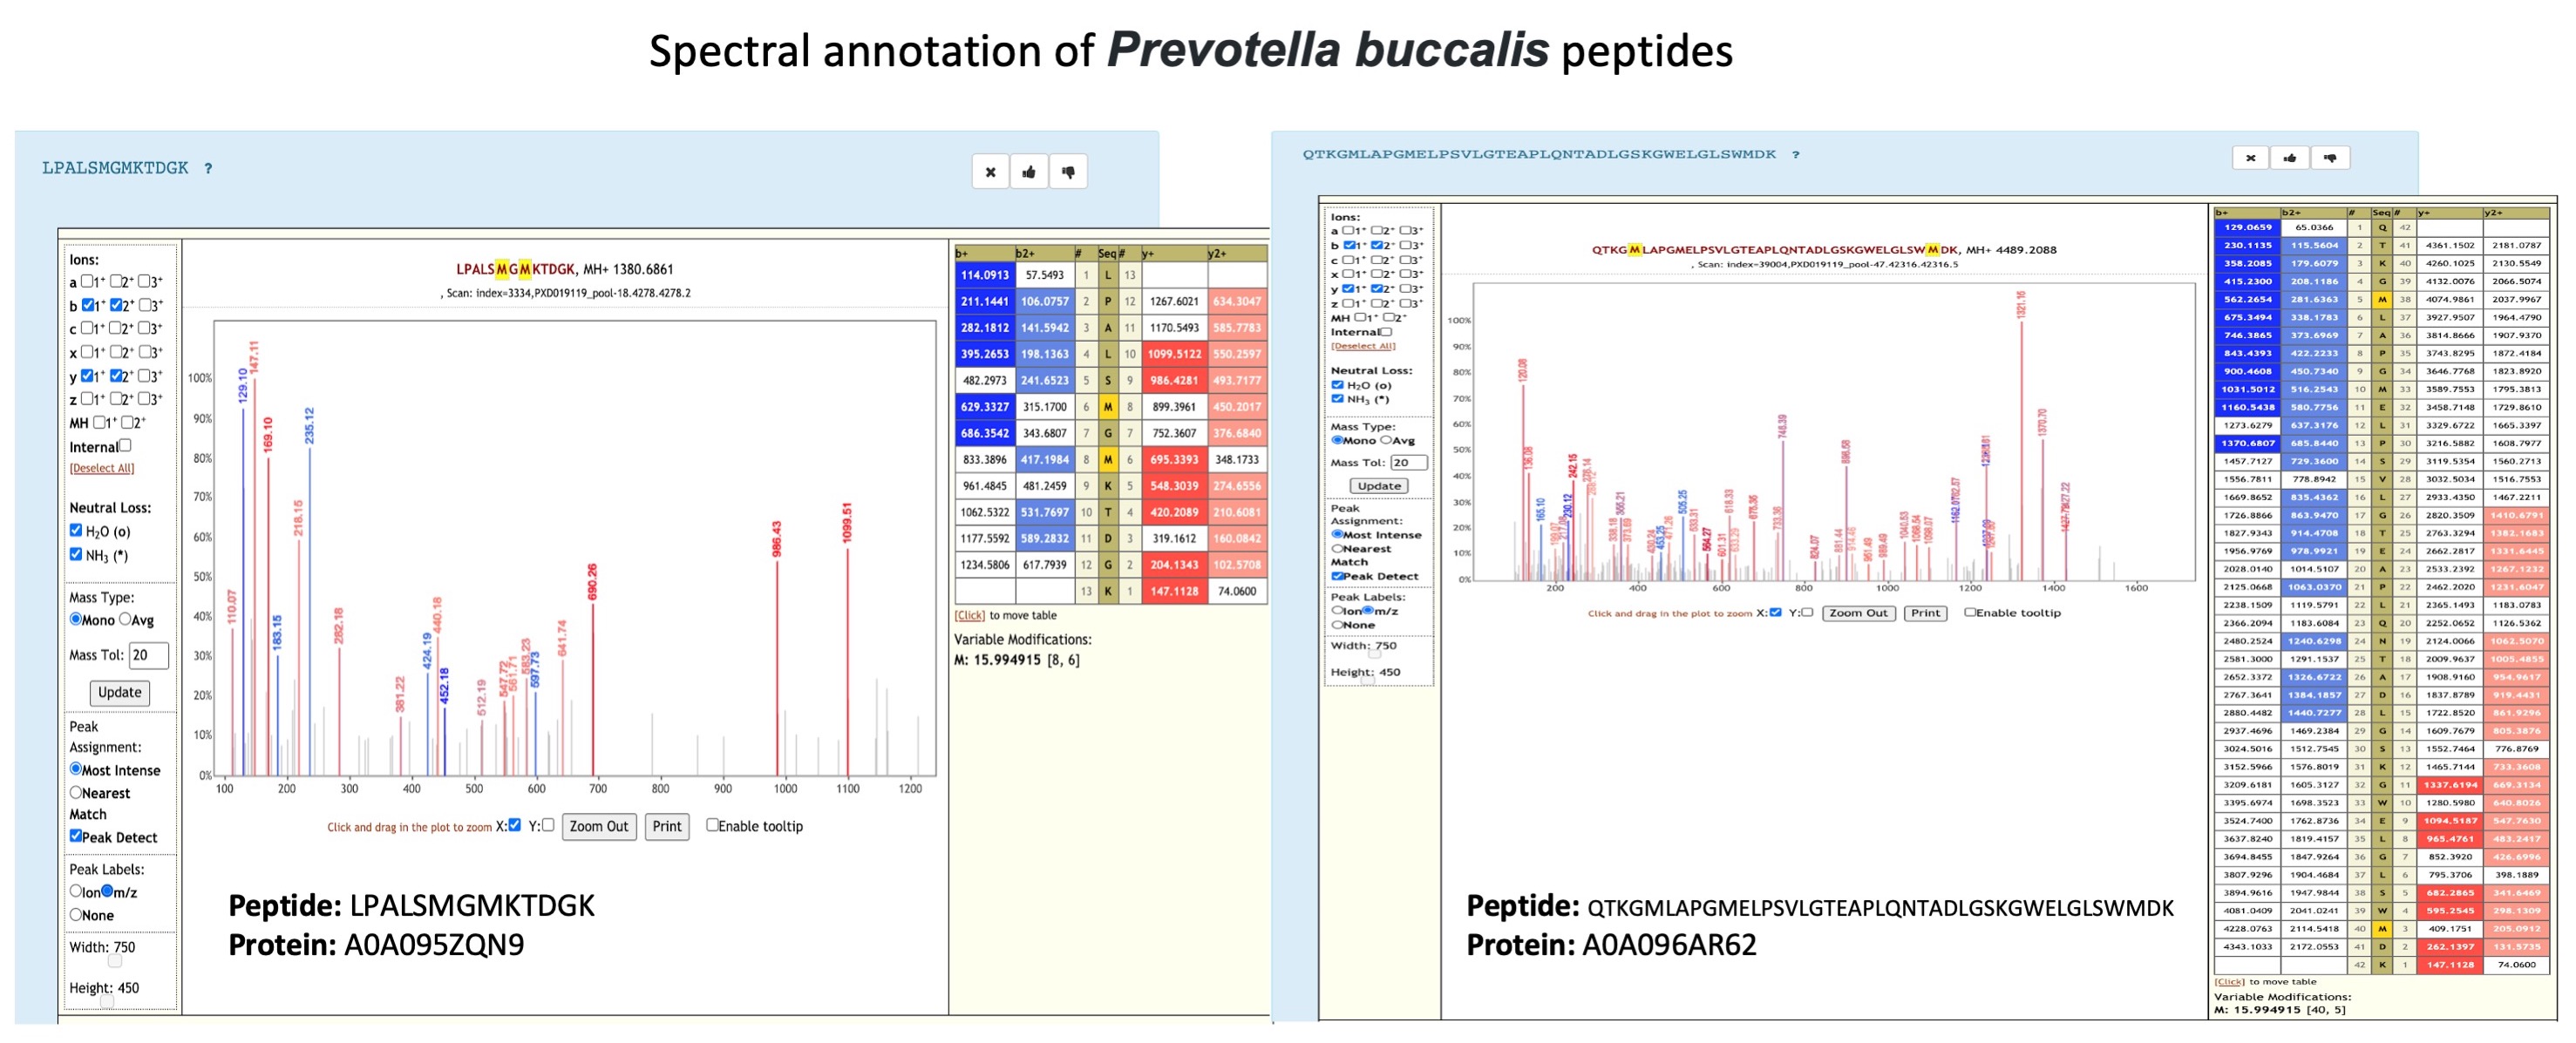 Spectral annotation of Prevotella buccalis peptides
LPALSMGMKTDGK ?
Ions:
a 1+ 2+ 3+
b 1+ 2+ 3+
c 1+ 2+ 3+
x 1+ 2+ 3+
y 1+ 2+ 3+
z 1+ 2+ 3+
MH 1+ 2+
Internal
[Deselect All]
Neutral Loss:
H2O (o)
NH3 (*)
Mass Type:
Mono Avg
Mass Tol: 20
Update
Peak
Assignment:
Most Intense
Nearest
Match
Peak Detect
Peak Labels:
Ion m/z
None
Width: 750
Height: 450
LPALSMGMKTDGK, MH+ 1380.6861
, Scan: index=3334,PXD019119_pool-18.4278.4278.2
100%
90%
80%
70%
60%
50%
40%
30%
20%
10%
0%
110.07
129.10
147.11
169.10
183.15
218.15
235.12
282.18
381.22
424.19
440.18
452.18
512.19
547.72
561.71
583.23
597.73
641.74
690.26
986.43
1099.51
100 200 300 400 500 600 700 800 900 1000 1100 1200
Click and drag in the plot to zoom X: Y: Zoom Out Print Enable tooltip
b+ b2+ # Seq # y+ y2+
114.0913 57.5493 1 L 13
211.1441 106.0757 2 P 12 1267.6021 634.3047
282.1812 141.5942 3 A 11 1170.5493 585.7783
395.2653 198.1363 4 L 10 1099.5122 550.2597
482.2973 241.6523 5 S 9 986.4281 493.7177
629.3327 315.1700 6 M 8 899.3961 450.2017
686.3542 343.6807 7 G 7 752.3607 376.6840
833.3896 417.1984 8 M 6 695.3393 348.1733
961.4845 481.2459 9 K 5 548.3039 274.6556
1062.5322 531.7697 10 T 4 420.2089 210.6081
1177.5592 589.2832 11 D 3 319.1612 160.0842
1234.5806 617.7939 12 G 2 204.1343 102.5708
13 K 1 147.1128 74.0600
[Click] to move table
Variable Modifications:
M: 15.994915 [8, 6]
Peptide: LPALSMGMKTDGK
Protein: A0A095ZQN9
QTKGMLAPGMELPSVLGTEAPLQNTADLGSKGWELGLSWMDK ?
Ions:
a 1+ 2+ 3+
b 1+ 2+ 3+
c 1+ 2+ 3+
x 1+ 2+ 3+
y 1+ 2+ 3+
z 1+ 2+ 3+
MH 1+ 2+
Internal
[Deselect All]
Neutral Loss:
H2O (o)
NH3 (*)
Mass Type:
Mono Avg
Mass Tol: 20
Update
Peak
Assignment:
Most Intense
Nearest
Match
Peak Detect
Peak Labels:
Ion m/z
None
Width: 750
Height: 450
QTKGMLAPGMELPSVLGTEAPLQNTADLGSKGWELGLSWMDK, MH+ 4489.2088
, Scan: index=39004,PXD019119_pool-47.42316.42316.5
100%
90%
80%
70%
60%
50%
40%
30%
20%
10%
0%
120.08
136.08
165.10
230.12
242.15
505.25
618.33
1321.16
1370.70
200 400 600 800 1000 1200 1400 1600
Click and drag in the plot to zoom X: Y: Zoom Out Print Enable tooltip
b+ b2+ # Seq # y+ y2+
129.0659 65.0366 1 Q 42
230.1135 115.5604 2 T 41 4361.1502 2181.0787
358.2085 179.6079 3 K 40 4260.1025 2130.5549
415.2300 208.1186 4 G 39 4132.0076 2066.5074
562.2654 281.6363 5 M 38 4074.9861 2037.9967
675.3494 338.1783 6 L 37 3927.9507 1964.4790
746.3865 373.6969 7 A 36 3814.8666 1907.9370
843.4393 422.2233 8 P 35 3743.8295 1872.4184
900.4608 450.7340 9 G 34 3646.7768 1823.8920
1031.5012 516.2543 10 M 33 3589.7553 1795.3813
1160.5438 580.7756 11 E 32 3458.7148 1729.8610
1273.6279 637.3176 12 L 31 3329.6722 1665.3397
1370.6807 685.8440 13 P 30 3216.5882 1608.7977
1457.7127 729.3600 14 S 29 3119.5354 1560.2713
1556.7811 778.8942 15 V 28 3032.5034 1516.7553
1669.8652 835.4362 16 L 27 2933.4350 1467.2211
1726.8866 863.9470 17 G 26 2820.3509 1410.6791
1827.9343 914.4708 18 T 25 2763.3294 1382.1683
1956.9769 978.9921 19 E 24 2662.2817 1331.6445
2028.0140 1014.5107 20 A 23 2533.2392 1267.1232
2125.0668 1063.0370 21 P 22 2462.2020 1231.6047
2238.1509 1119.5791 22 L 21 2365.1493 1183.0783
2366.2094 1183.6084 23 Q 20 2252.0652 1126.5362
2480.2524 1240.6298 24 N 19 2124.0066 1062.5070
2581.3000 1291.1537 25 T 18 2009.9637 1005.4855
2652.3372 1326.6722 26 A 17 1908.9160 954.9617
2767.3641 1384.1857 27 D 16 1837.8789 919.4431
2880.4482 1440.7277 28 L 15 1722.8520 861.9296
2937.4696 1469.2384 29 G 14 1609.7679 805.3876
3024.5016 1512.7545 30 S 13 1552.7464 776.8769
3152.5966 1576.8019 31 K 12 1465.7144 733.3608
3209.6181 1605.3127 32 G 11 1337.6194 669.3134
3395.6974 1698.3523 33 W 10 1280.5980 640.8026
3524.7400 1762.8736 34 E 9 1094.5187 547.7630
3637.8240 1819.4157 35 L 8 965.4761 483.2417
3694.8455 1847.9264 36 G 7 852.3920 426.6996
3807.9296 1904.4684 37 L 6 795.3706 398.1889
3894.9616 1947.9844 38 S 5 682.2865 341.6469
4081.0409 2041.0241 39 W 4 595.2545 298.1309
4228.0763 2114.5418 40 M 3 409.1751 205.0912
4343.1033 2172.0553 41 D 2 262.1397 131.5735
42 K 1 147.1128 74.0600
[Click] to move table
Variable Modifications:
M: 15.994915 [40, 5]
Peptide: QTKGMLAPGMELPSVLGTEAPLQNTADLGSKGWELGLSWMDK
Protein: A0A096AR62